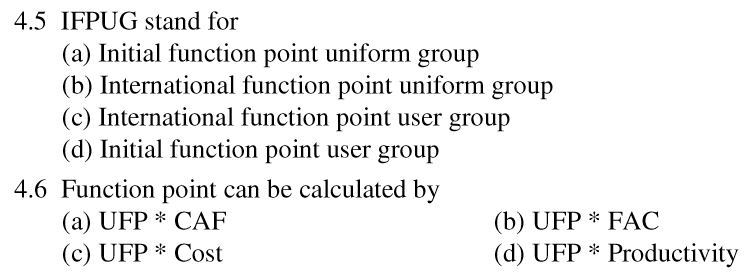 4.5 IFPUG stand for
(a) Initial function point uniform group
(b) International function point uniform group
(c) International function point user group
(d) Initial function point user group
4.6 Function point can be calculated by
(a) UFP * CAF (b) UFP * FAC
(c) UFP * Cost (d) UFP * Productivity